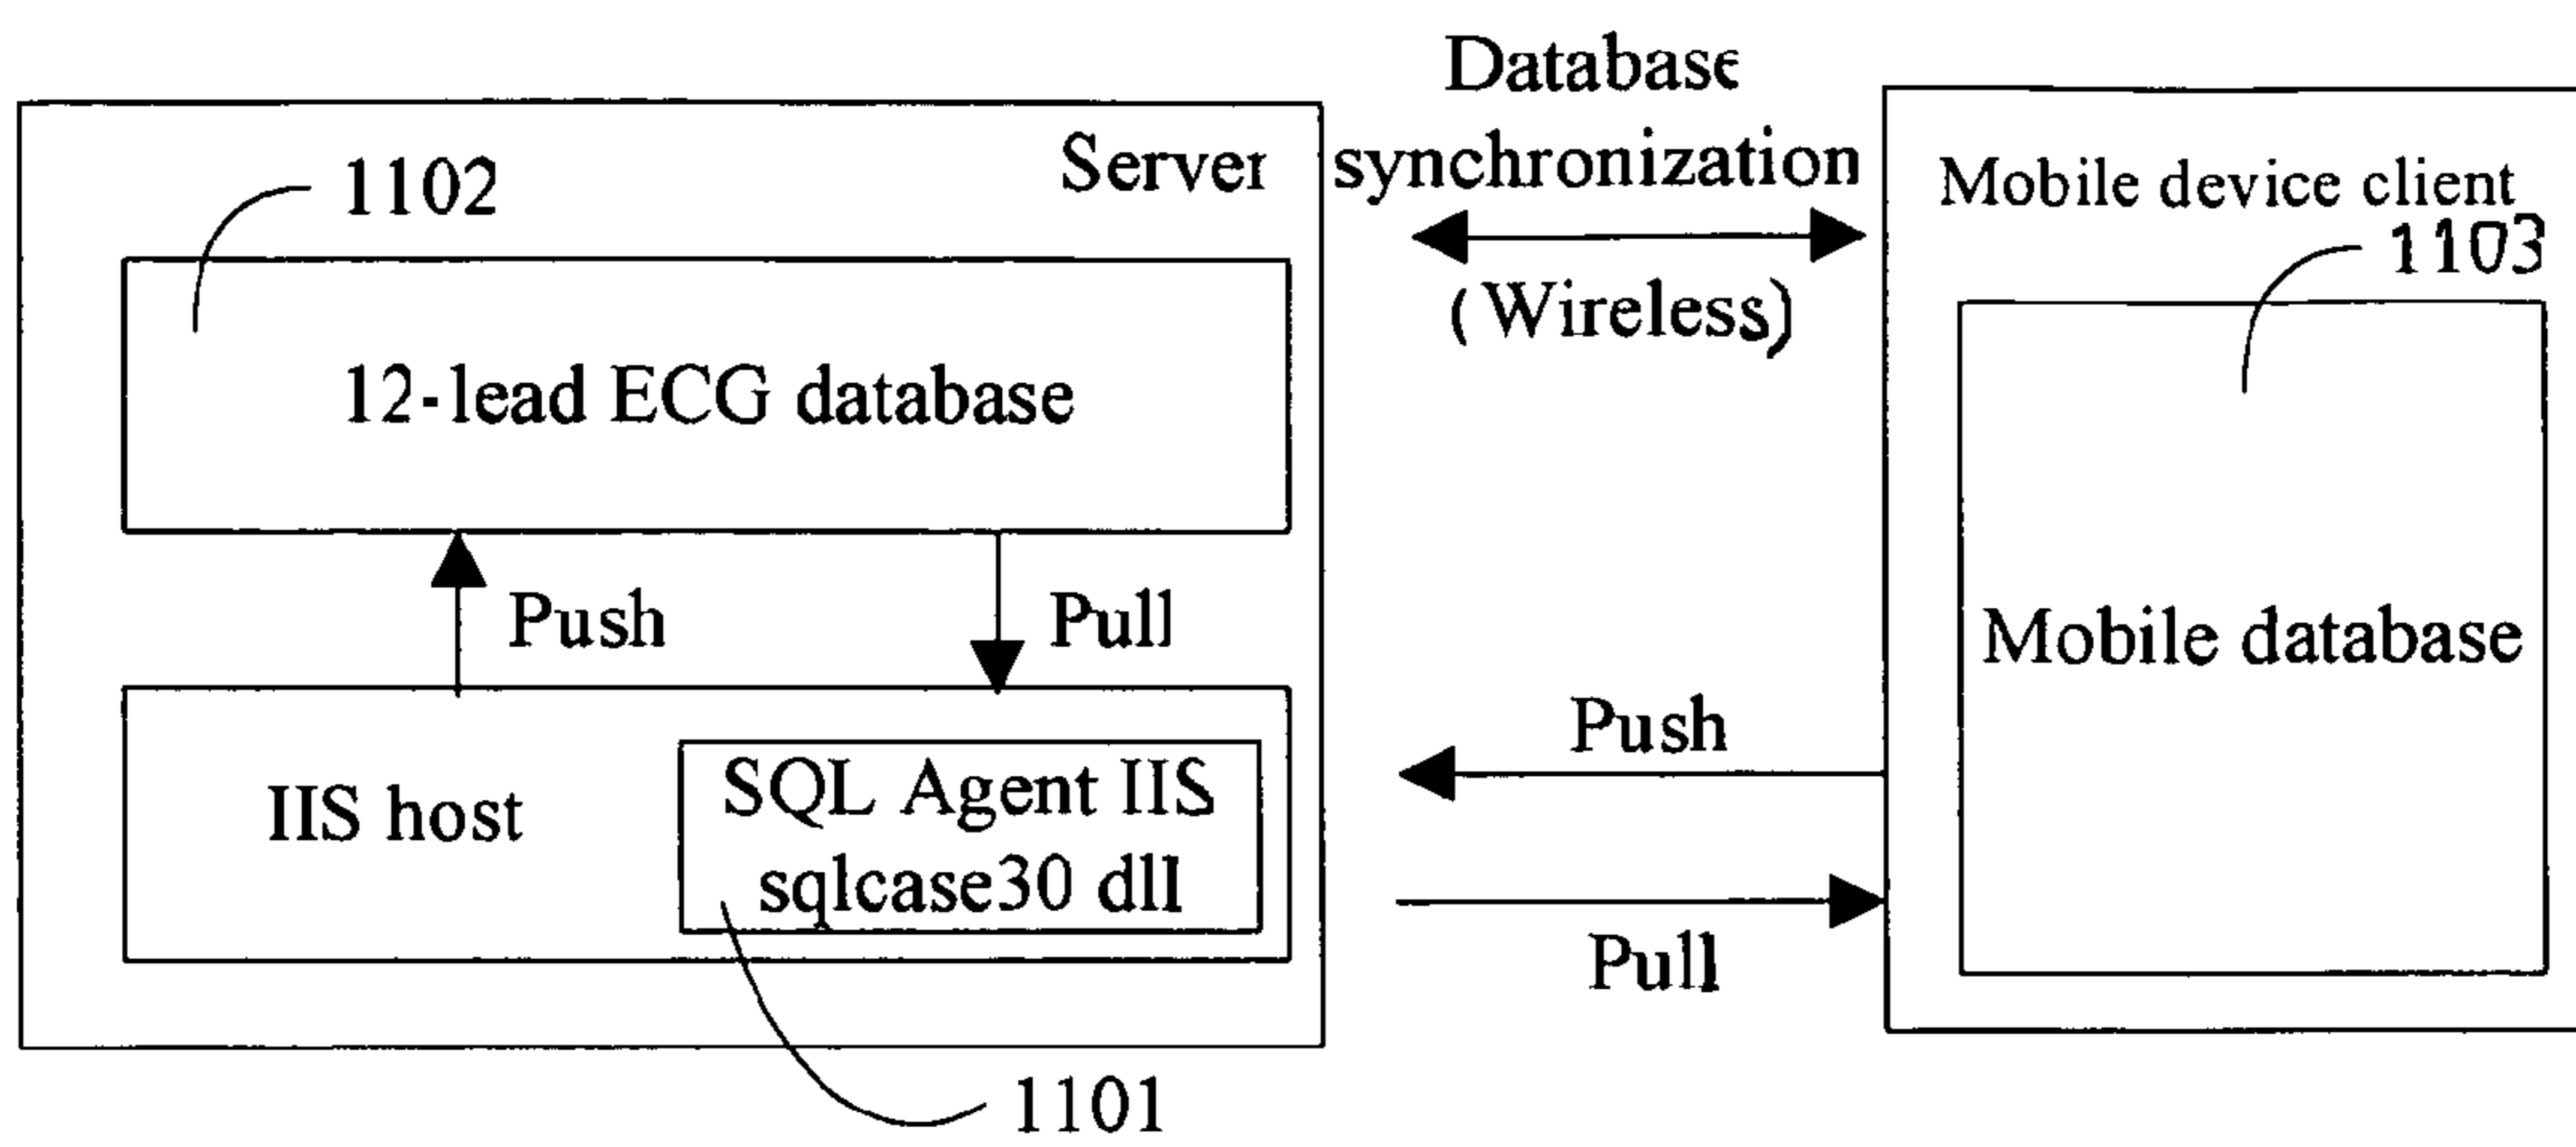 Database
synchronization
(Wireless)
Server
1102
12-lead ECG database
Push
Pull
IIS host
SQL Agent IIS
sqlcase30 dll
1101
Push
Pull
Mobile device client
1103
Mobile database